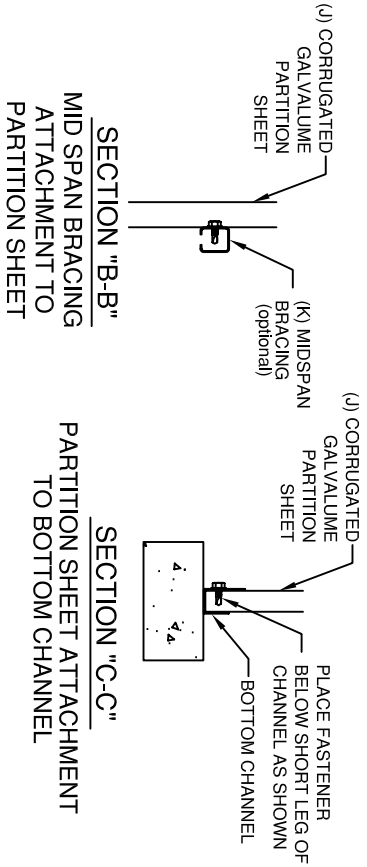 (J) CORRUGATED
GALVALUME
PARTITION
SHEET
(K) MIDSPAN
BRACING
(optional)
SECTION "B-B"
MID SPAN BRACING
ATTACHMENT TO
PARTITION SHEET
(J) CORRUGATED
GALVALUME
PARTITION
SHEET
PLACE FASTENER
BELOW SHORT LEG OF
CHANNEL AS SHOWN
BOTTOM CHANNEL
SECTION "C-C"
PARTITION SHEET ATTACHMENT
TO BOTTOM CHANNEL